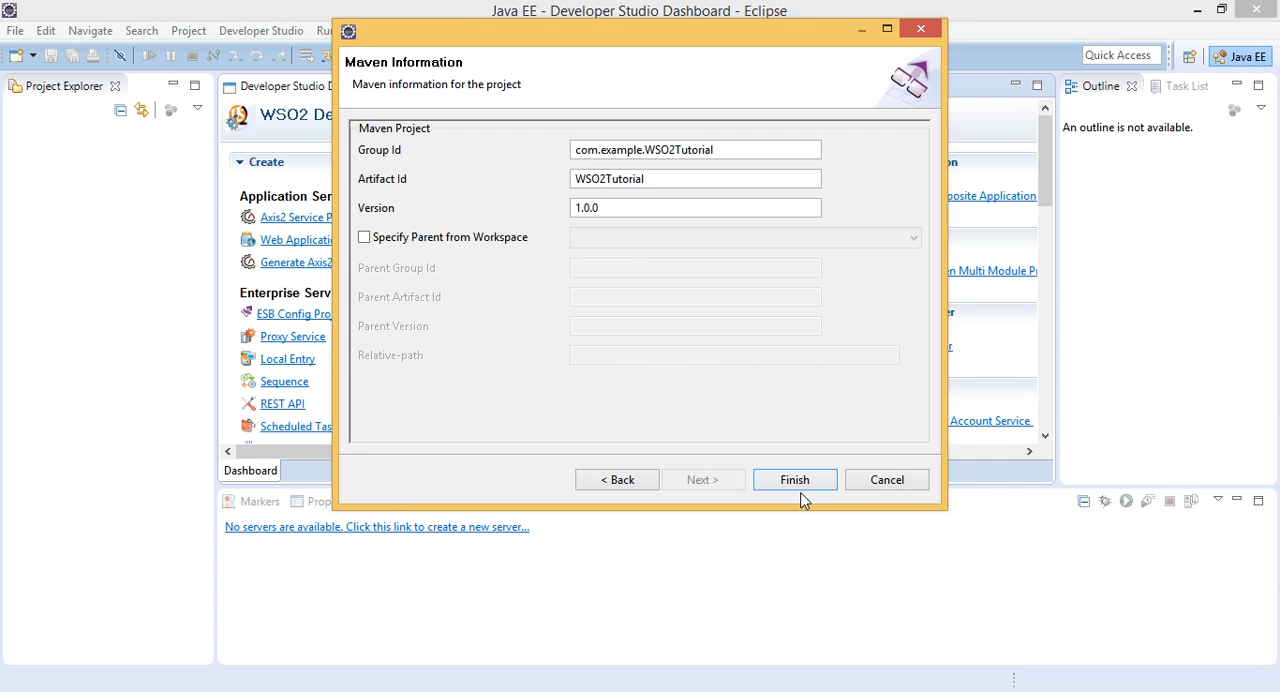 Java EE - Developer Studio Dashboard - Eclipse
File Edit Navigate Search Project Developer Studio Ru
Quick Access Java EE
Project Explorer
Developer Studio D
WSO2 De
Create
Application Ser
Axis2 Service P
Web Applicati
Generate Axis2
Enterprise Serv
ESB Config Pro
Proxy Service
Local Entry
Sequence
REST API
Scheduled Tas
Dashboard
Maven Information
Maven information for the project
Maven Project
Group Id com.example.WSO2Tutorial
Artifact Id WSO2Tutorial
Version 1.0.0
Specify Parent from Workspace
Parent Group Id
Parent Artifact Id
Parent Version
Relative-path
< Back Next > Finish Cancel
on
posite Application
n Multi Module P
er
r
Account Service
Outline Task List
An outline is not available.
Markers Prop
No servers are available. Click this link to create a new server...